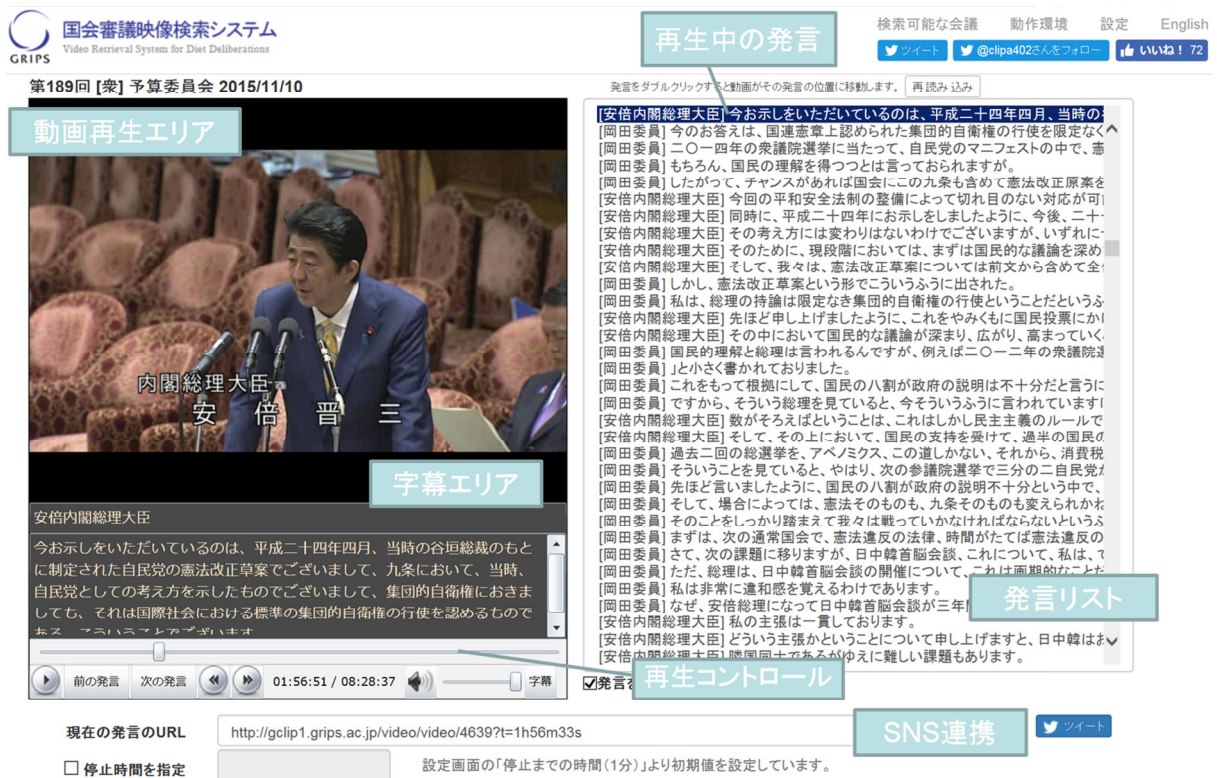 国会審議映像検索システム
Video Retrieval System for Diet Deliberations
GRIPS
検索可能な会議 動作環境 設定 English
ツイート @clipa402さんをフォロー いいね！ 72
再生中の発言
第189回 [衆] 予算委員会 2015/11/10
発言をダブルクリックすると動画がその発言の位置に移動します。 再読み込み
動画再生エリア
内閣総理大臣
安倍晋三
字幕エリア
安倍内閣総理大臣
今お示しをいただいているのは、平成二十四年四月、当時の谷垣総裁のもと
に制定された自民党の憲法改正草案でございまして、九条において、当時、
自民党としての考え方を示したものでございまして、集団的自衛権におきま
しても、それは国際社会における標準の集団的自衛権の行使を認めるもので
ある、こういうことでございます。
前の発言 次の発言 01:56:51 / 08:28:37 字幕
[安倍内閣総理大臣] 今お示しをいただいているのは、平成二十四年四月、当時の
[岡田委員] 今のお答えは、国連憲章上認められた集団的自衛権の行使を限定なく
[岡田委員] 二〇一四年の衆議院選挙に当たって、自民党のマニフェストの中で、憲
[岡田委員] もちろん、国民の理解を得つつとは言っておられますが。
[岡田委員] したがって、チャンスがあれば国会にこの九条も含めて憲法改正原案を
[安倍内閣総理大臣] 今回の平和安全法制の整備によって切れ目のない対応が可
[安倍内閣総理大臣] 同時に、平成二十四年にお示しをしましたように、今後、二十
[安倍内閣総理大臣] その考え方には変わりはないわけでございますが、いずれに
[安倍内閣総理大臣] そのために、現段階においては、まずは国民的な議論を深め
[安倍内閣総理大臣] そして、我々は、憲法改正草案については前文から含めて全
[岡田委員] しかし、憲法改正草案という形でこういうふうに出された。
[岡田委員] 私は、総理の持論は限定なき集団的自衛権の行使ということだというふ
[安倍内閣総理大臣] 先ほど申し上げましたように、これをやみくもに国民投票にか
[安倍内閣総理大臣] その中において国民的な議論が深まり、広がり、高まっていく
[岡田委員] 国民的理解と総理は言われるんですが、例えば二〇一二年の衆議院選
[岡田委員] 」と小さく書かれておりました。
[岡田委員] これをもって根拠にして、国民の八割が政府の説明は不十分だと言うに
[岡田委員] ですから、そういう総理を見ていると、今そういうふうに言われています
[安倍内閣総理大臣] 数がそろえばということは、これはしかし民主主義のルールで
[安倍内閣総理大臣] そして、その上において、国民の支持を受けて、過半の国民の
[岡田委員] 過去二回の総選挙を、アベノミクス、この道しかない、それから、消費税
[岡田委員] そういうことを見ていると、やはり、次の参議院選挙で三分の二自民党が
[岡田委員] 先ほど言いましたように、国民の八割が政府の説明不十分という中で、
[岡田委員] そして、場合によっては、憲法そのものも、九条そのものも変えられかね
[岡田委員] そのことをしっかり踏まえて我々は戦っていかなければならないというふ
[岡田委員] まずは、次の通常国会で、憲法違反の法律、時間がたてば憲法違反の
[岡田委員] さて、次の課題に移りますが、日中韓首脳会談、これについて、私は、
[岡田委員] ただ、総理は、日中韓首脳会談の開催について、これは画期的なことだ
[岡田委員] 私は非常に違和感を覚えるわけであります。
[岡田委員] なぜ、安倍総理になって日中韓首脳会談が三年
[安倍内閣総理大臣] 私の主張は一貫しております。
[安倍内閣総理大臣] どういう主張かということについて申し上げますと、日中韓はお
[安倍内閣総理大臣] 隣国同士であるがゆえに難しい課題もあります。
発言リスト
再生コントロール
発言を
現在の発言のURL http://gclip1.grips.ac.jp/video/video/4639?t=1h56m33s
SNS連携
ツイート
停止時間を指定 設定画面の「停止までの時間（1分）」より初期値を設定しています。